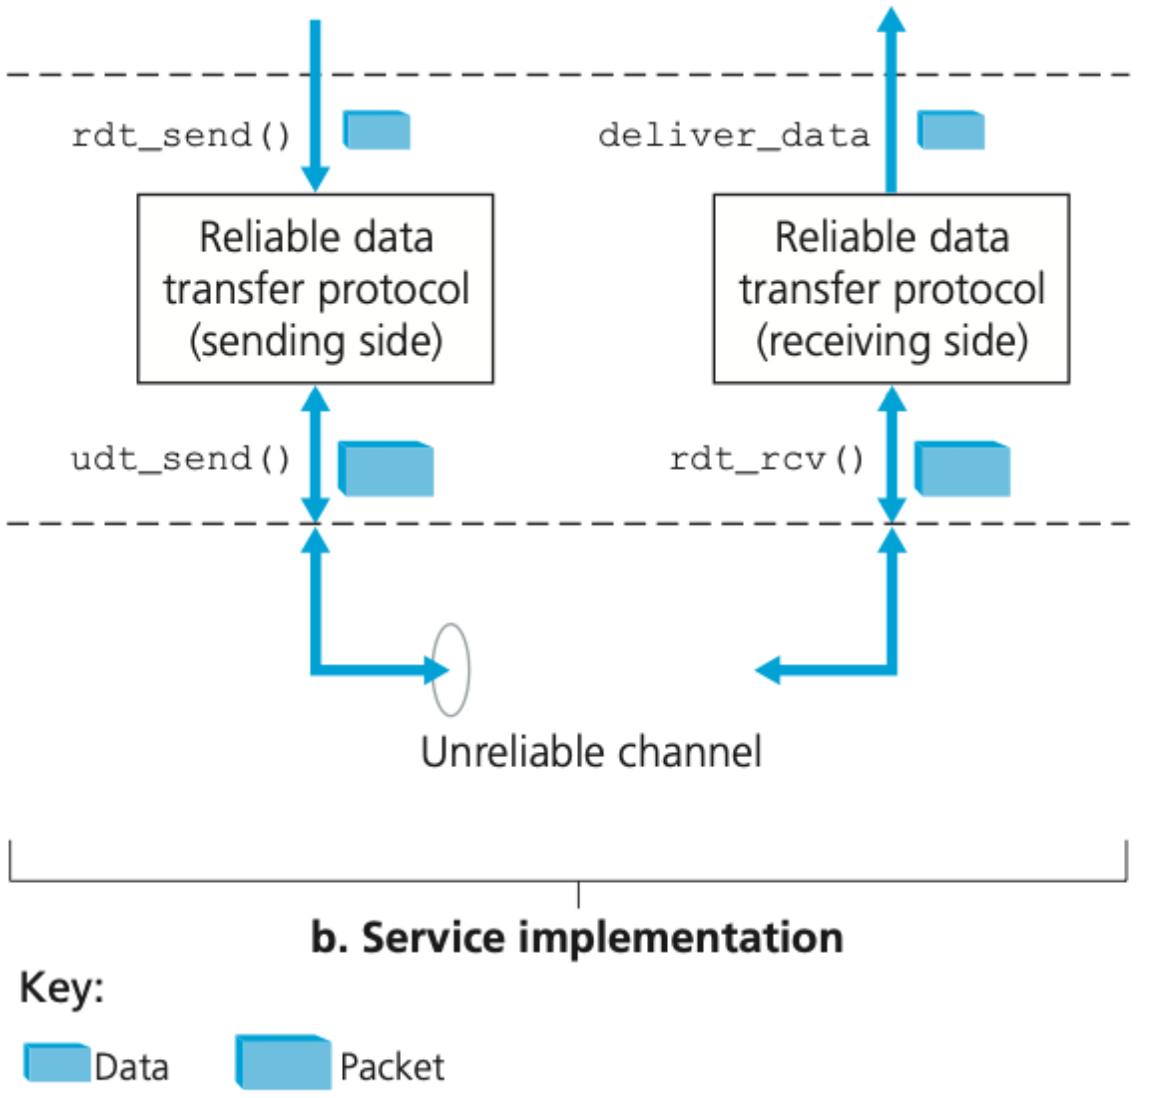 rdt_send()
deliver_data
Reliable data
transfer protocol
(sending side)
Reliable data
transfer protocol
(receiving side)
udt_send()
rdt_rcv()
Unreliable channel
b. Service implementation
Key:
Data
Packet